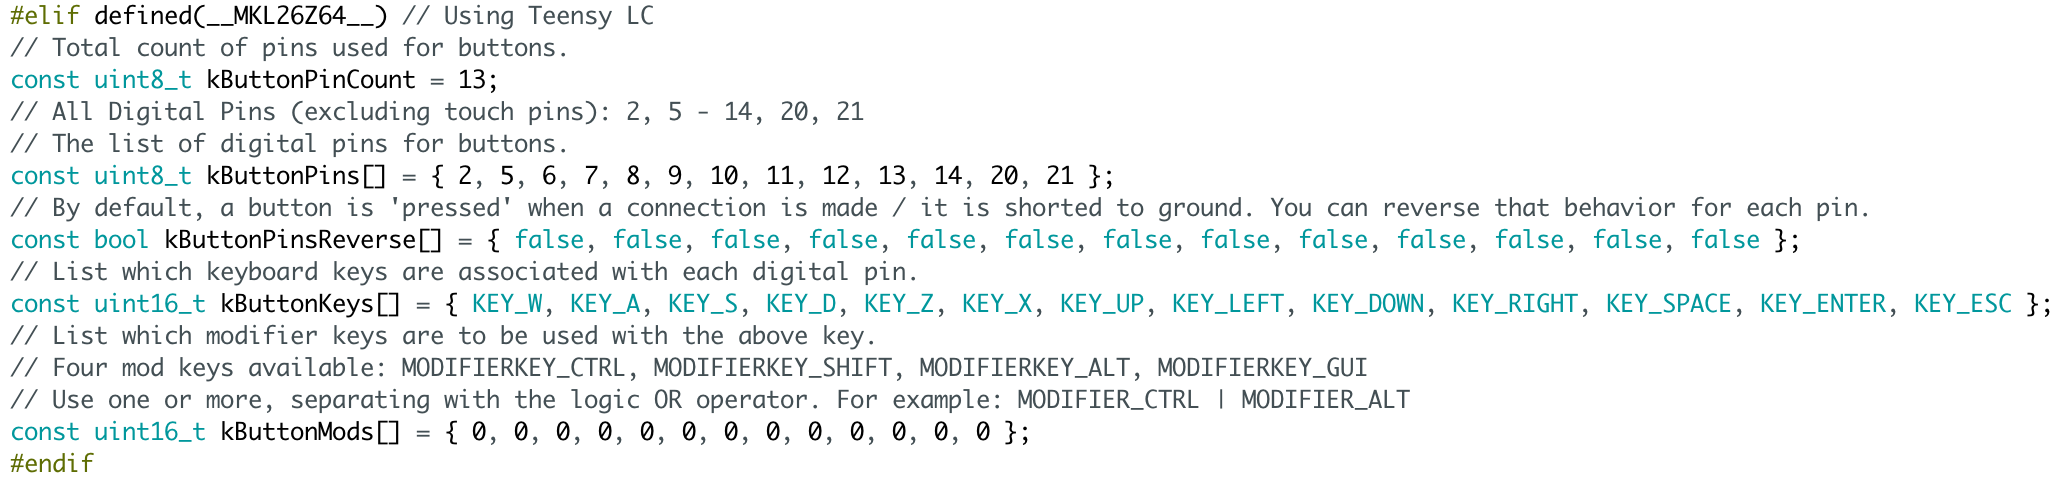 #elif defined(__MKL26Z64__) // Using Teensy LC
// Total count of pins used for buttons.
const uint8_t kButtonPinCount = 13;
// All Digital Pins (excluding touch pins): 2, 5 - 14, 20, 21
// The list of digital pins for buttons.
const uint8_t kButtonPins[] = { 2, 5, 6, 7, 8, 9, 10, 11, 12, 13, 14, 20, 21 };
// By default, a button is 'pressed' when a connection is made / it is shorted to ground. You can reverse that behavior for each pin.
const bool kButtonPinsReverse[] = { false, false, false, false, false, false, false, false, false, false, false, false, false };
// List which keyboard keys are associated with each digital pin.
const uint16_t kButtonKeys[] = { KEY_W, KEY_A, KEY_S, KEY_D, KEY_Z, KEY_X, KEY_UP, KEY_LEFT, KEY_DOWN, KEY_RIGHT, KEY_SPACE, KEY_ENTER, KEY_ESC };
// List which modifier keys are to be used with the above key.
// Four mod keys available: MODIFIERKEY_CTRL, MODIFIERKEY_SHIFT, MODIFIERKEY_ALT, MODIFIERKEY_GUI
// Use one or more, separating with the logic OR operator. For example: MODIFIER_CTRL | MODIFIER_ALT
const uint16_t kButtonMods[] = { 0, 0, 0, 0, 0, 0, 0, 0, 0, 0, 0, 0, 0 };
#endif